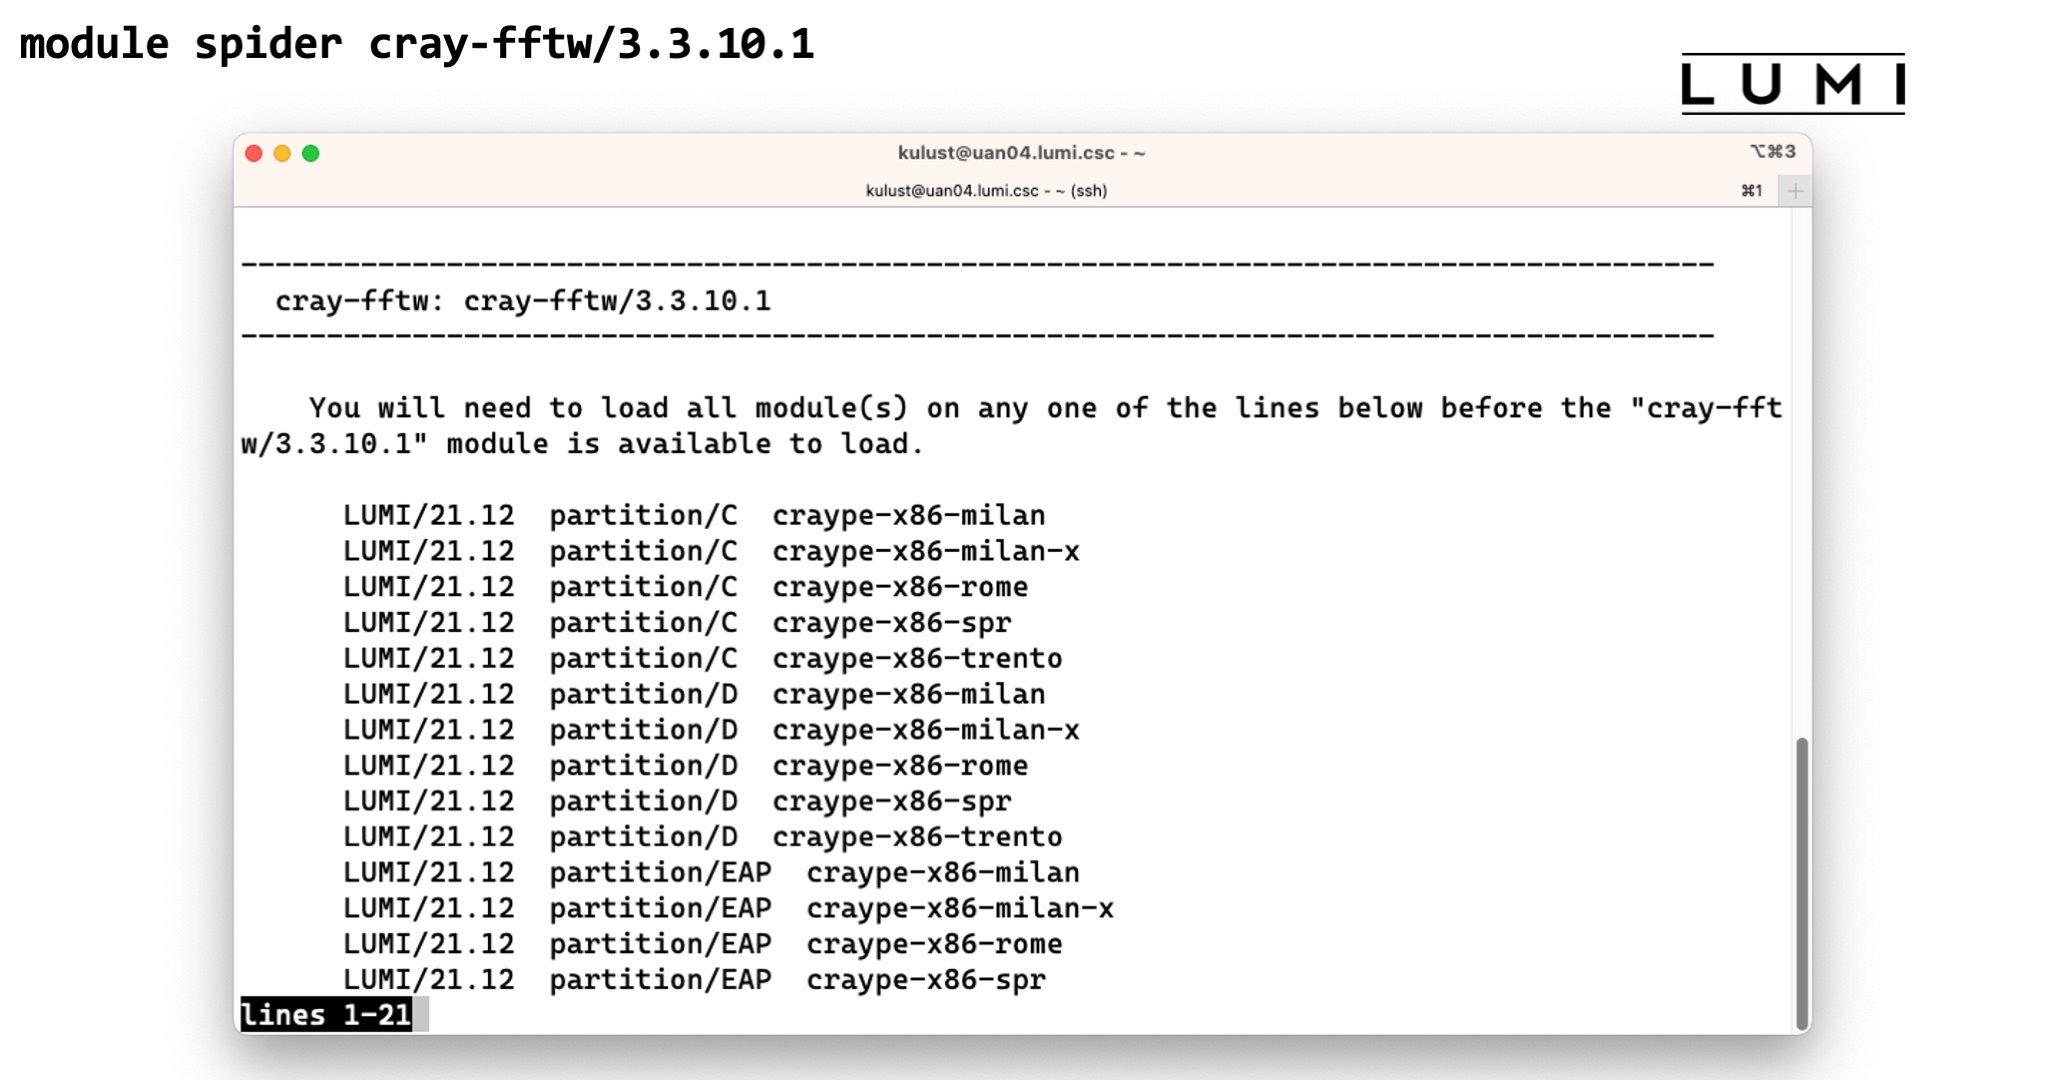 module spider cray-fftw/3.3.10.1
LUMI
kulust@uan04.lumi.csc - ~
⌥⌘3
kulust@uan04.lumi.csc - ~ (ssh)
⌘1
+
--------------------------------------------------------------------------------------
  cray-fftw: cray-fftw/3.3.10.1
--------------------------------------------------------------------------------------
    You will need to load all module(s) on any one of the lines below before the "cray-fft
w/3.3.10.1" module is available to load.
      LUMI/21.12  partition/C  craype-x86-milan
      LUMI/21.12  partition/C  craype-x86-milan-x
      LUMI/21.12  partition/C  craype-x86-rome
      LUMI/21.12  partition/C  craype-x86-spr
      LUMI/21.12  partition/C  craype-x86-trento
      LUMI/21.12  partition/D  craype-x86-milan
      LUMI/21.12  partition/D  craype-x86-milan-x
      LUMI/21.12  partition/D  craype-x86-rome
      LUMI/21.12  partition/D  craype-x86-spr
      LUMI/21.12  partition/D  craype-x86-trento
      LUMI/21.12  partition/EAP  craype-x86-milan
      LUMI/21.12  partition/EAP  craype-x86-milan-x
      LUMI/21.12  partition/EAP  craype-x86-rome
      LUMI/21.12  partition/EAP  craype-x86-spr
lines 1-21